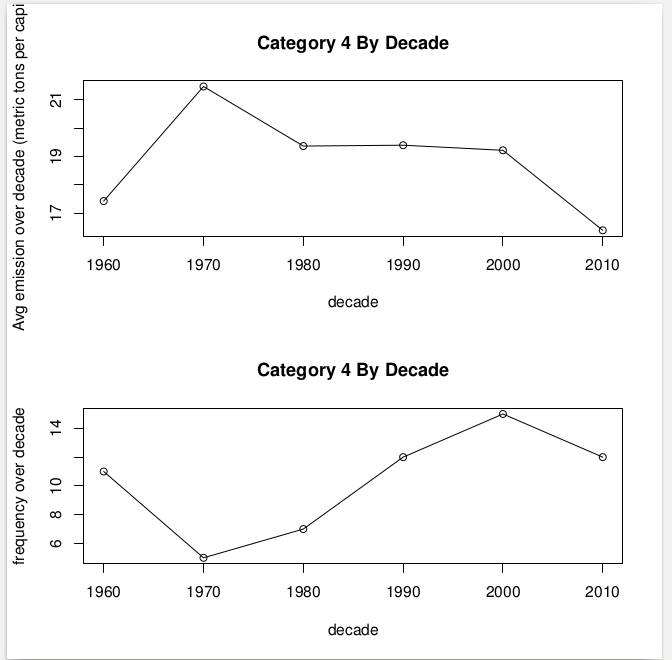 Category 4 By Decade
Avg emission over decade (metric tons per capi
21
19
17
1960 1970 1980 1990 2000 2010
decade
Category 4 By Decade
frequency over decade
14
10
8
6
1960 1970 1980 1990 2000 2010
decade